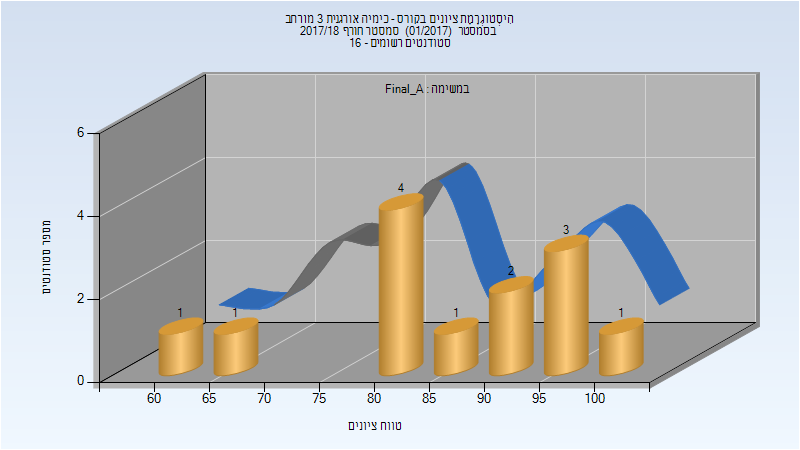 היסטוגרמת ציונים בקורס - כימיה אורגנית 3 מורחב
בסמסטר (01/2017) סמסטר חורף 2017/18
סטודנטים רשומים - 16
במשימה : Final_A
מספר סטודנטים
6
4
2
0
1
1
4
1
2
3
1
60 65 70 75 80 85 90 95 100
טווח ציונים